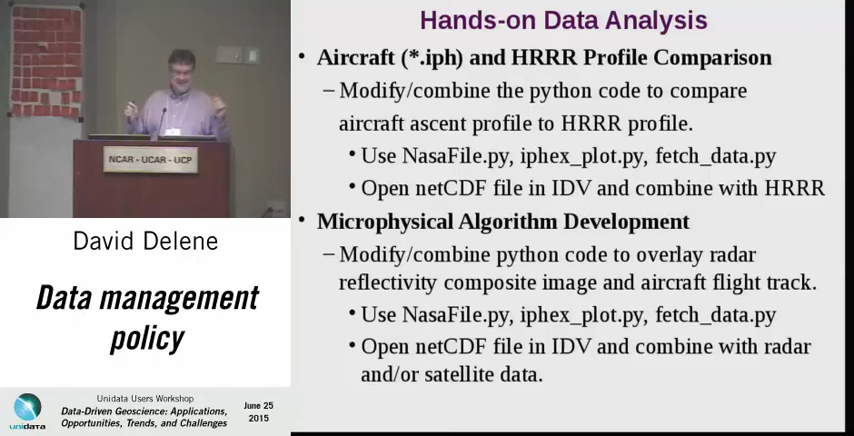 NCAR - UCAR - UCP
David Delene
Data management
policy
Unidata Users Workshop
Data-Driven Geoscience: Applications,
Opportunities, Trends, and Challenges
June 25
2015
unidata
Hands-on Data Analysis
• Aircraft (*.iph) and HRRR Profile Comparison
– Modify/combine the python code to compare
aircraft ascent profile to HRRR profile.
• Use NasaFile.py, iphex_plot.py, fetch_data.py
• Open netCDF file in IDV and combine with HRRR
• Microphysical Algorithm Development
– Modify/combine python code to overlay radar
reflectivity composite image and aircraft flight track.
• Use NasaFile.py, iphex_plot.py, fetch_data.py
• Open netCDF file in IDV and combine with radar
and/or satellite data.